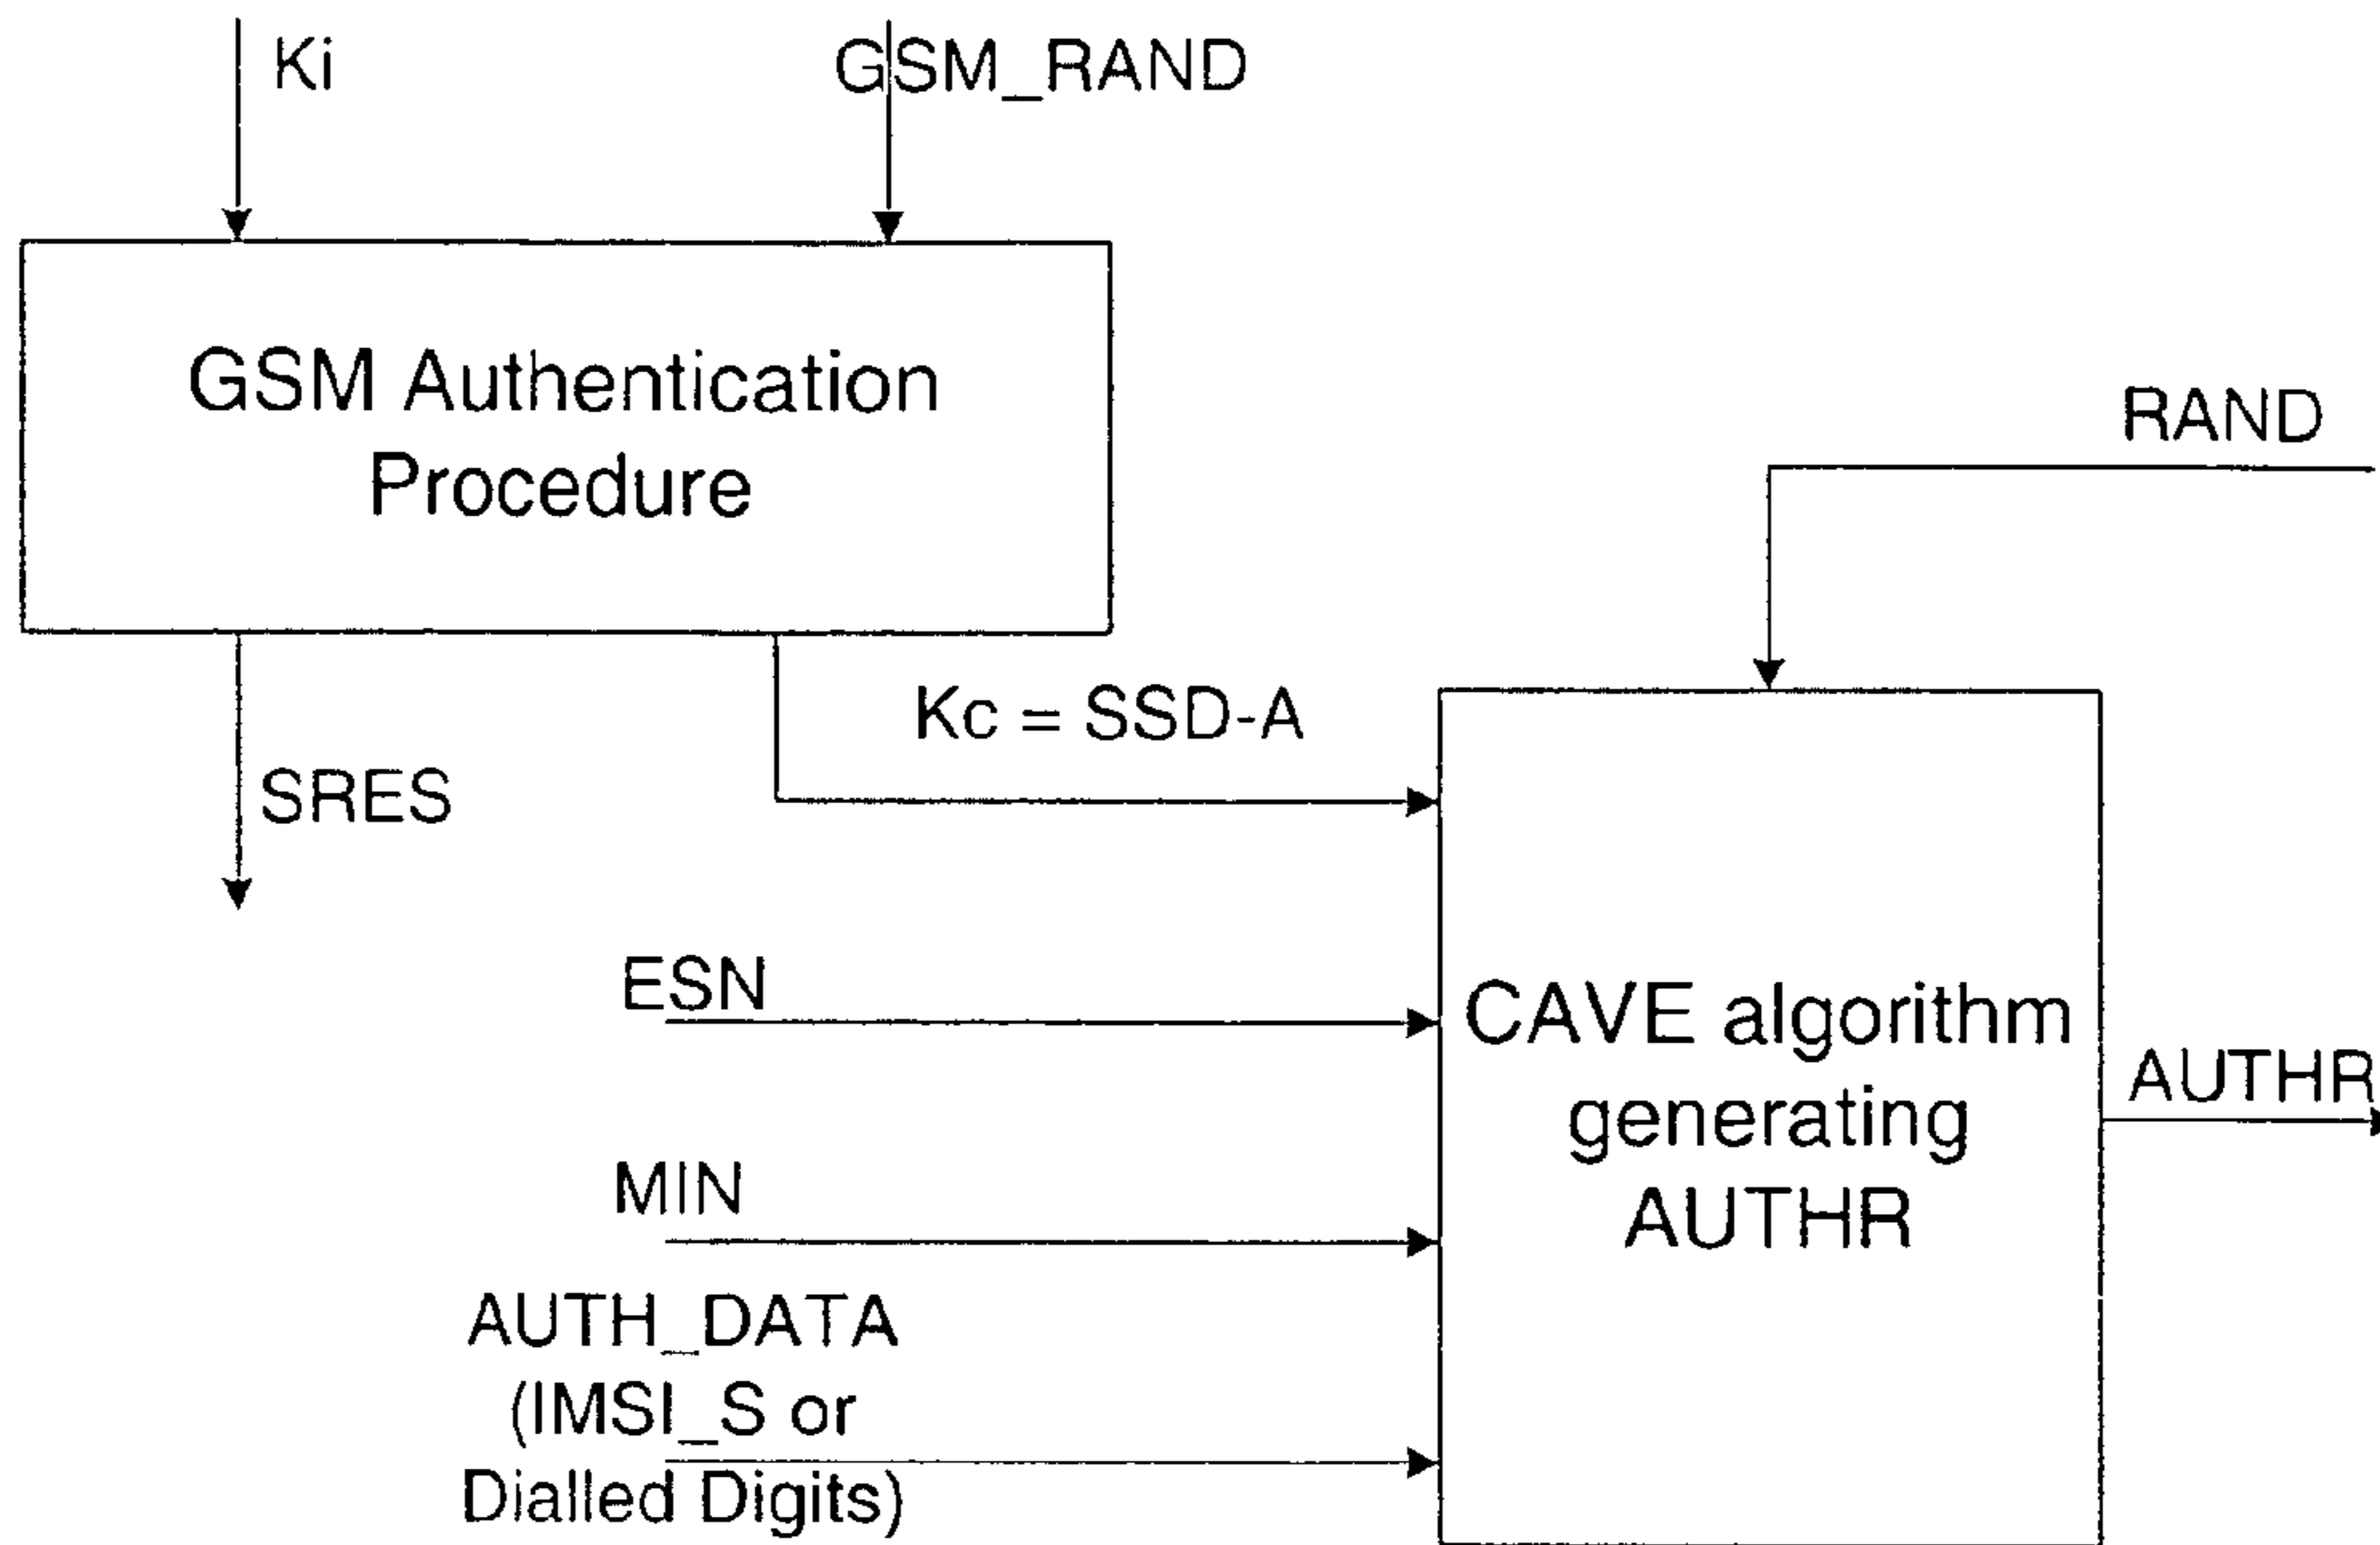 Ki
GSM_RAND
GSM Authentication
Procedure
RAND
Kc = SSD-A
SRES
ESN
CAVE algorithm
generating
AUTHR
AUTHR
MIN
AUTH_DATA
(IMSI_S or
Dialled Digits)